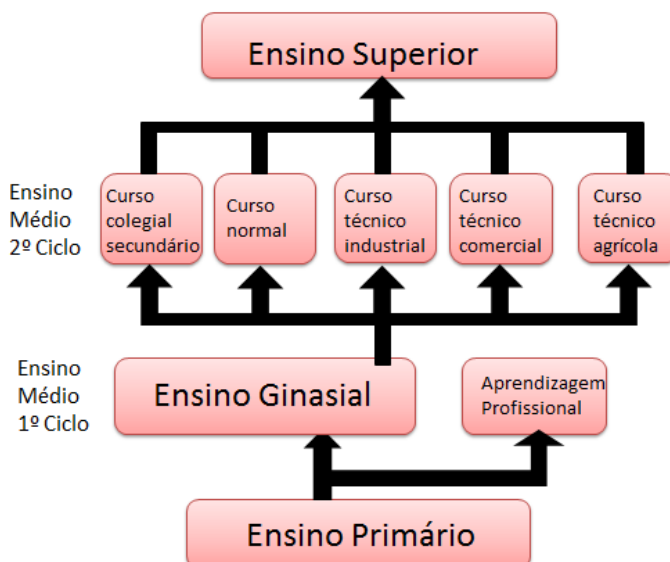 Ensino Superior
Ensino
Médio
2º Ciclo
Curso
colegial
secundário
Curso
normal
Curso
técnico
industrial
Curso
técnico
comercial
Curso
técnico
agrícola
Ensino
Médio
1º Ciclo
Ensino Ginasial
Aprendizagem
Profissional
Ensino Primário